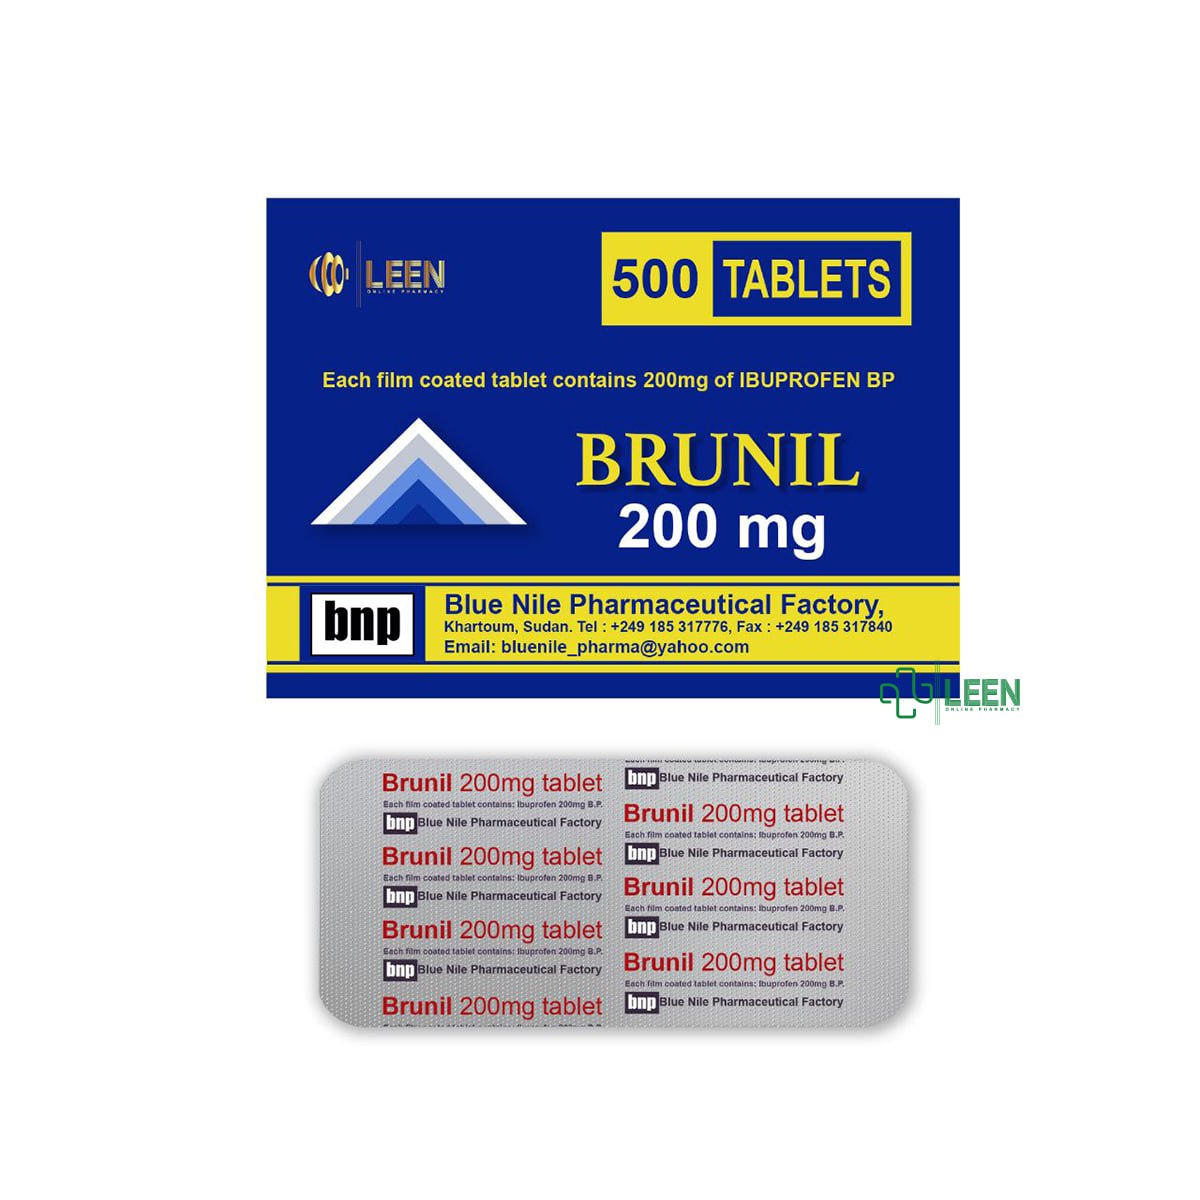 LEEN
ONLINE PHARMACY
500 TABLETS
Each film coated tablet contains 200mg of IBUPROFEN BP
BRUNIL
200 mg
bnp
Blue Nile Pharmaceutical Factory,
Khartoum, Sudan. Tel : +249 185 317776, Fax : +249 185 317840
Email: bluenile_pharma@yahoo.com
LEEN
ONLINE PHARMACY
Brunil 200mg tablet
Each film coated tablet contains: Ibuprofen 200mg B.P.
bnp Blue Nile Pharmaceutical Factory
Brunil 200mg tablet
Each film coated tablet contains: Ibuprofen 200mg B.P.
bnp Blue Nile Pharmaceutical Factory
Brunil 200mg tablet
Each film coated tablet contains: Ibuprofen 200mg B.P.
bnp Blue Nile Pharmaceutical Factory
Brunil 200mg tablet
bnp Blue Nile Pharmaceutical Factory
Brunil 200mg tablet
Each film coated tablet contains: Ibuprofen 200mg B.P.
bnp Blue Nile Pharmaceutical Factory
Brunil 200mg tablet
Each film coated tablet contains: Ibuprofen 200mg B.P.
bnp Blue Nile Pharmaceutical Factory
Brunil 200mg tablet
Each film coated tablet contains: Ibuprofen 200mg B.P.
bnp Blue Nile Pharmaceutical Factory